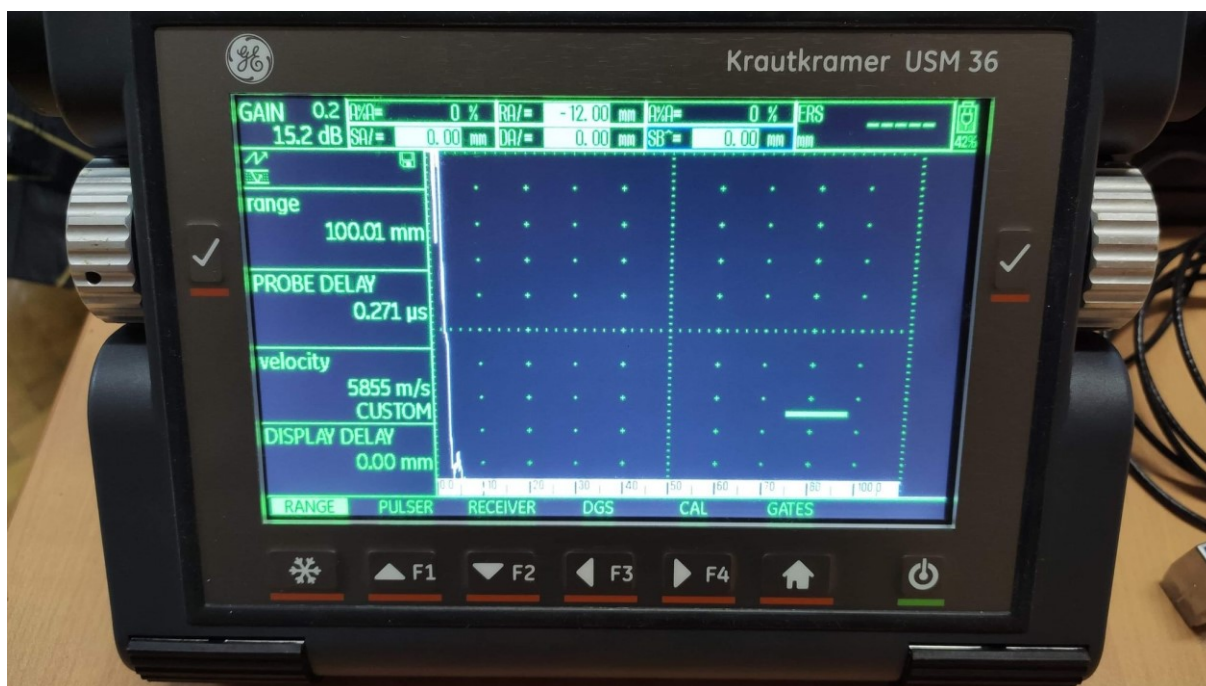 GE
Krautkramer USM 36
GAIN 0.2 A%A= 0 % RA/= -12.00 mm A%A= 0 % ERS -----
15.2 dB SA/= 0.00 mm DA/= 0.00 mm SB^= 0.00 mm mm 42%
range
100.01 mm
PROBE DELAY
0.271 µs
velocity
5855 m/s
CUSTOM
DISPLAY DELAY
0.00 mm
0.0 10 20 30 40 50 60 70 80 100.0
RANGE PULSER RECEIVER DGS CAL GATES
F1 F2 F3 F4